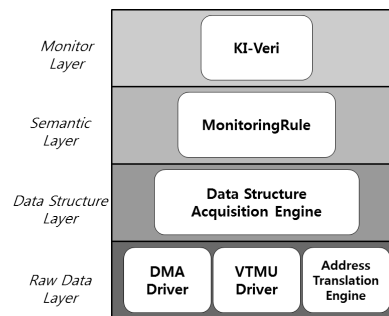 Monitor
Layer
KI-Veri
Semantic
Layer
MonitoringRule
Data Structure
Layer
Data Structure
Acquisition Engine
Raw Data
Layer
DMA
Driver
VTMU
Driver
Address
Translation
Engine